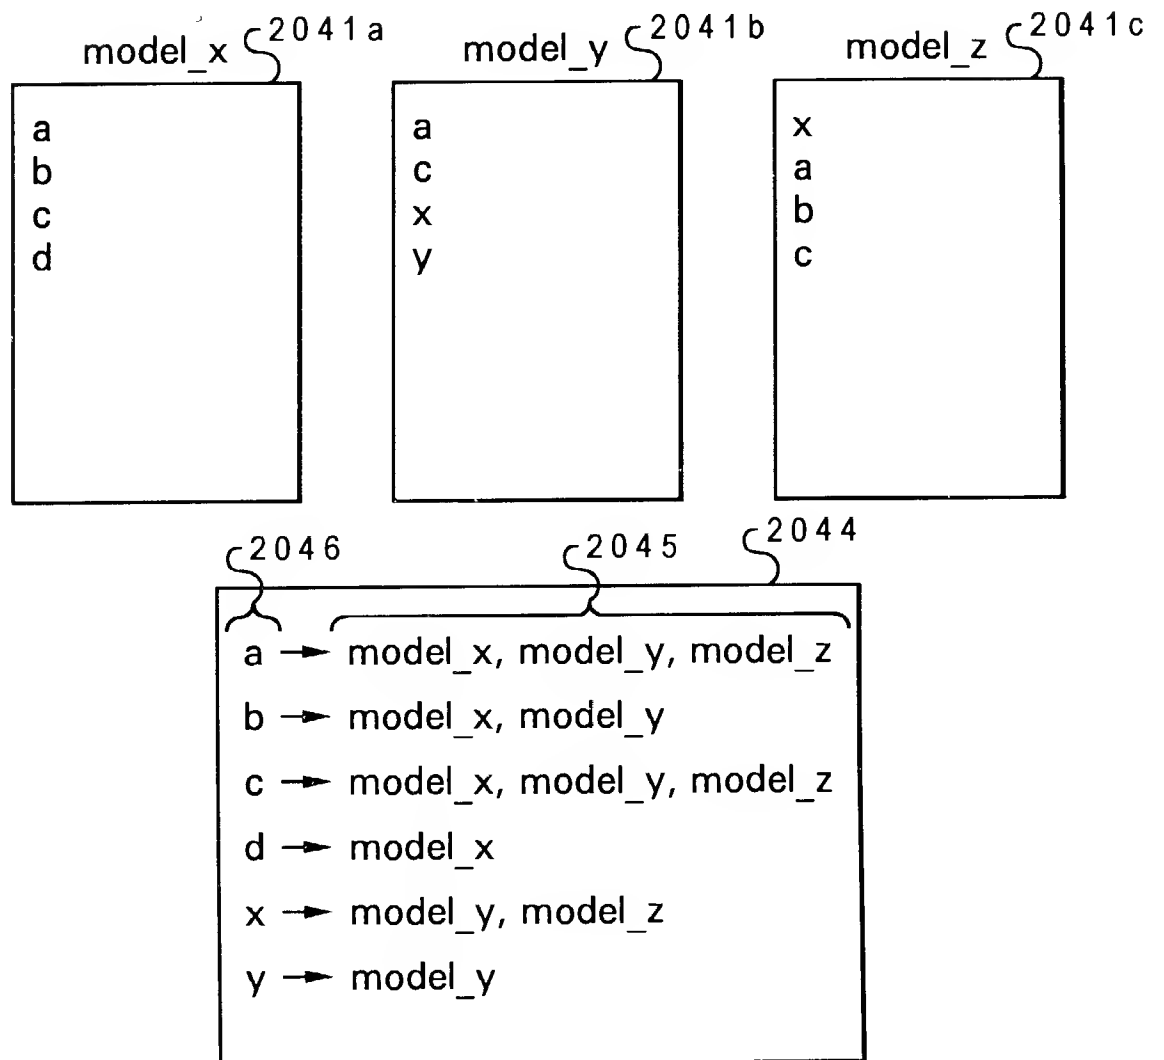 model_x 2041a
a
b
c
d
model_y 2041b
a
c
x
y
model_z 2041c
x
a
b
c
2046 2045 2044
a → model_x, model_y, model_z
b → model_x, model_y
c → model_x, model_y, model_z
d → model_x
x → model_y, model_z
y → model_y